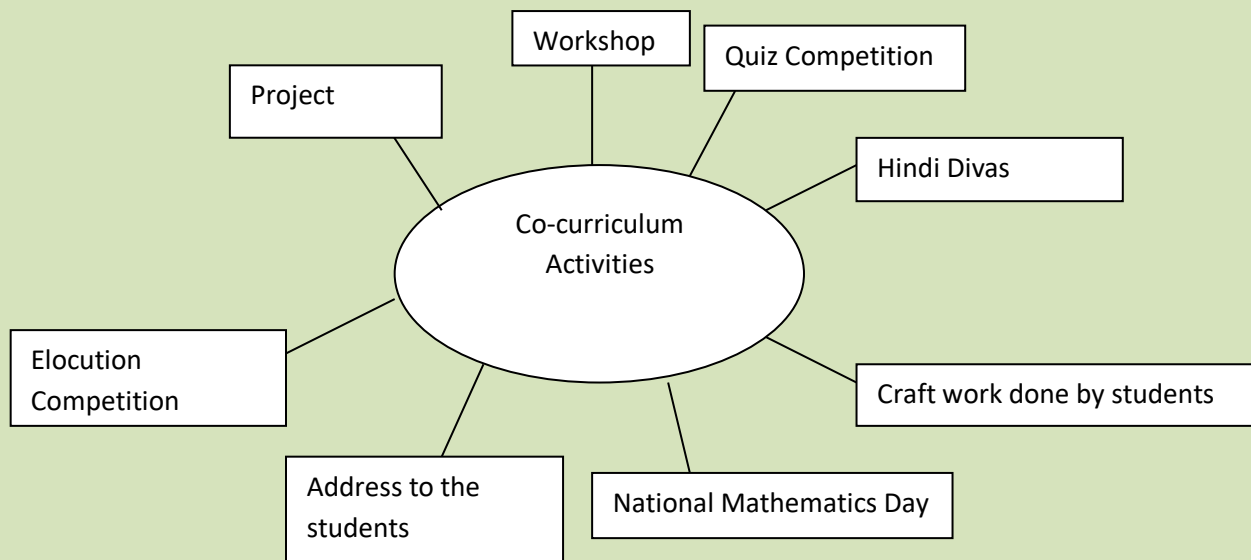 Workshop
Quiz Competition
Project
Hindi Divas
Co-curriculum
Activities
Elocution
Competition
Craft work done by students
Address to the
students
National Mathematics Day